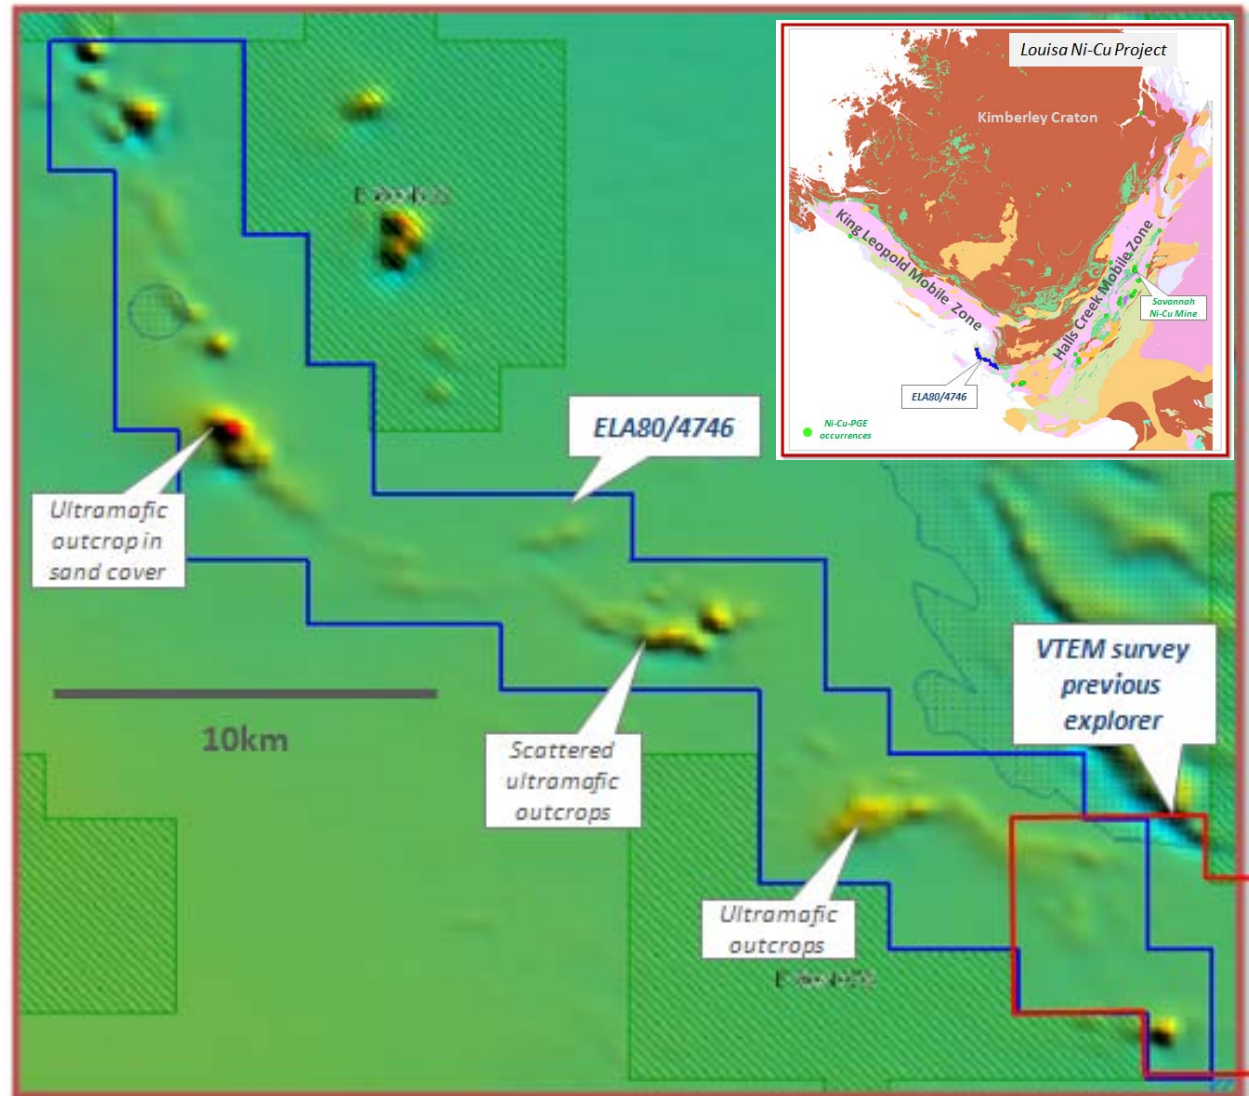 Louisa Ni-Cu Project
Kimberley Craton
King Leopold Mobile Zone
Halls Creek Mobile Zone
Savannah
Ni-Cu Mine
ELA80/4746
Ni-Cu-PGE
occurrences
ELA80/4746
Ultramafic
outcrop in
sand cover
10km
Scattered
ultramafic
outcrops
VTEM survey
previous
explorer
Ultramafic
outcrops